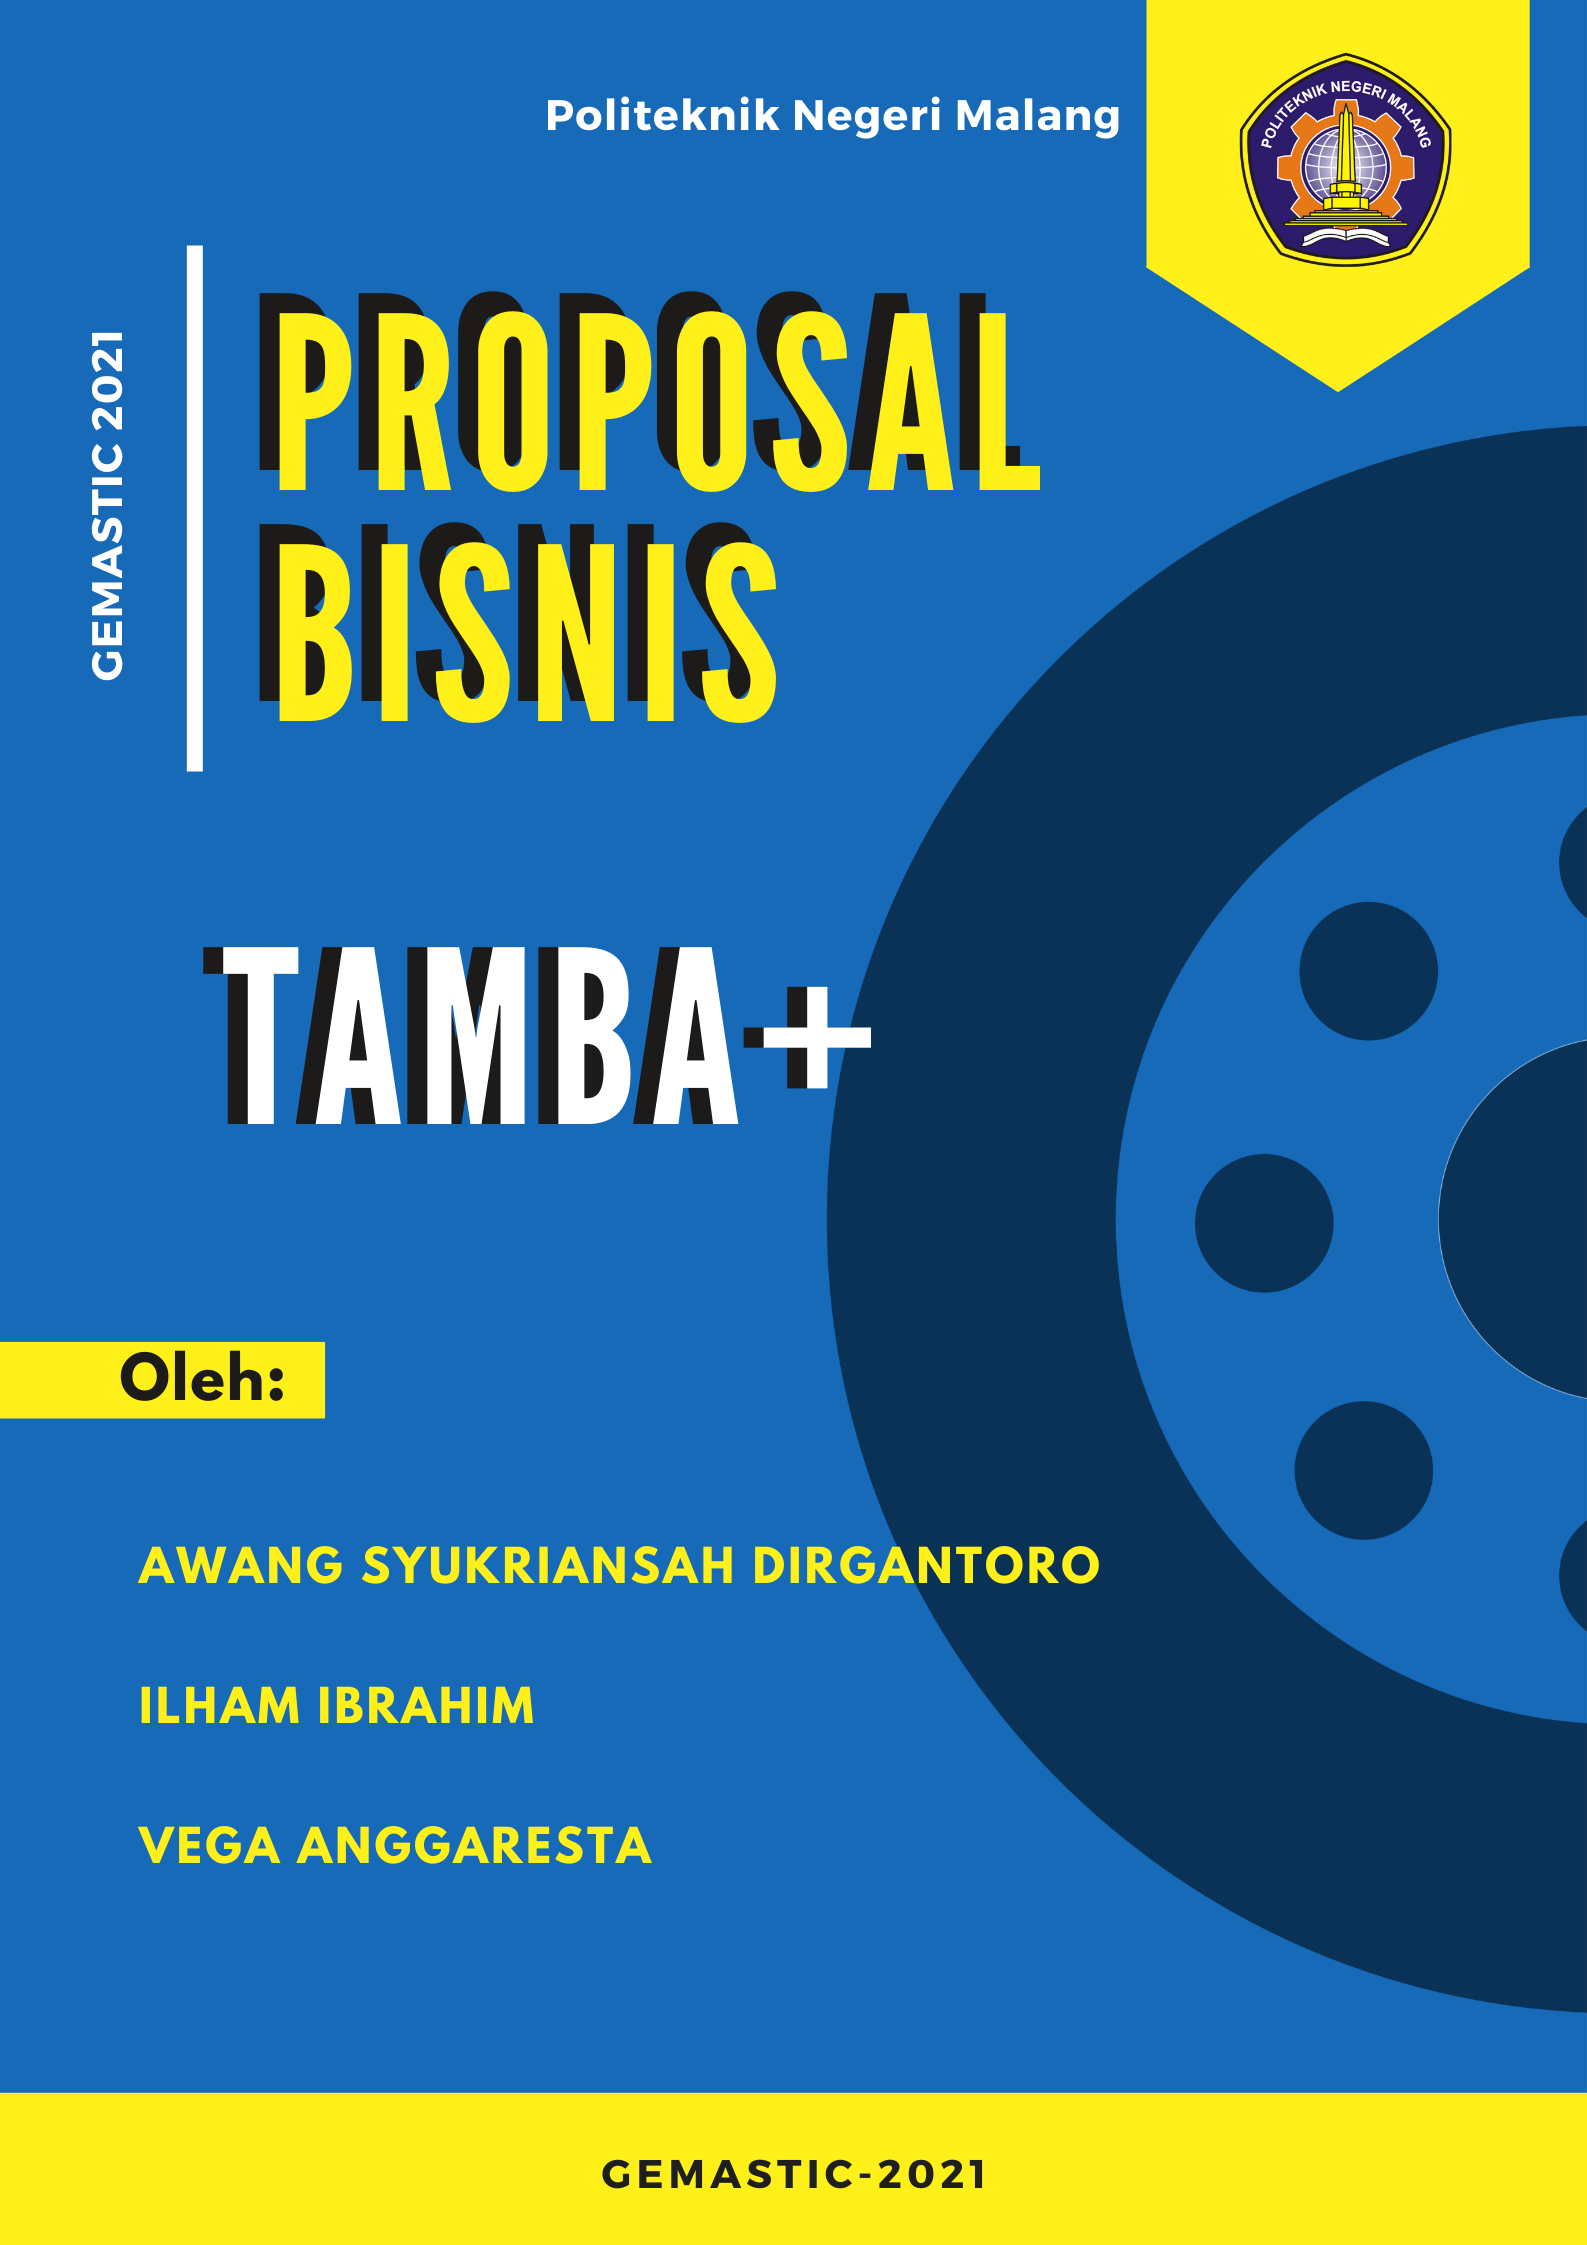 Politeknik Negeri Malang
POLITEKNIK NEGERI MALANG
GEMASTIC 2021
PROPOSAL
BISNIS
TAMBA+
Oleh:
AWANG SYUKRIANSAH DIRGANTORO
ILHAM IBRAHIM
VEGA ANGGARESTA
GEMASTIC-2021